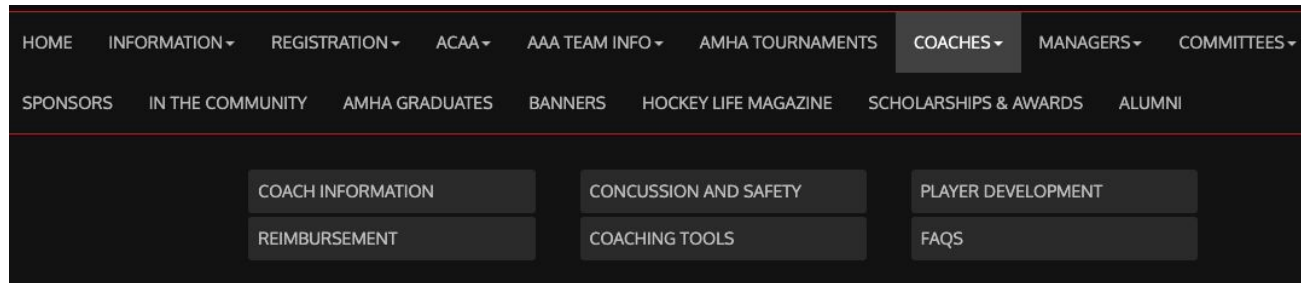 HOME INFORMATION REGISTRATION ACAA AAA TEAM INFO AMHA TOURNAMENTS COACHES MANAGERS COMMITTEES
SPONSORS IN THE COMMUNITY AMHA GRADUATES BANNERS HOCKEY LIFE MAGAZINE SCHOLARSHIPS & AWARDS ALUMNI
COACH INFORMATION CONCUSSION AND SAFETY PLAYER DEVELOPMENT
REIMBURSEMENT COACHING TOOLS FAQS